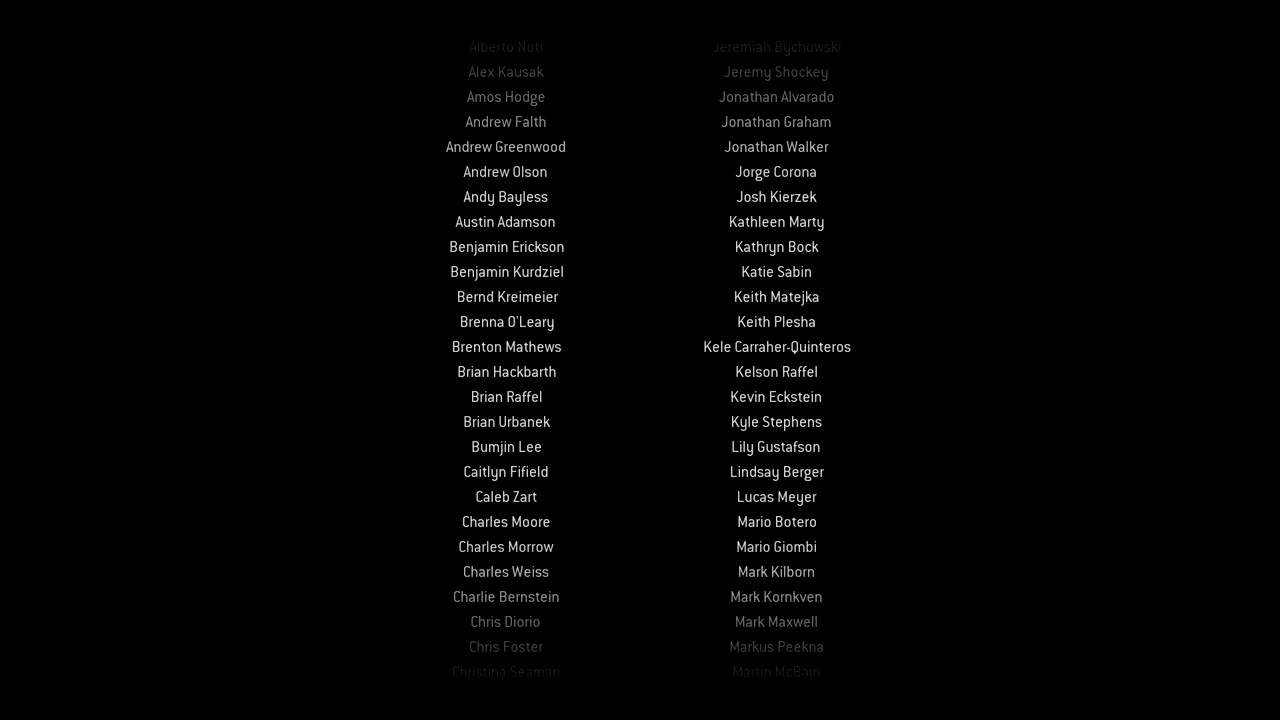 Alberto Noti
Alex Kausak
Amos Hodge
Andrew Falth
Andrew Greenwood
Andrew Olson
Andy Bayless
Austin Adamson
Benjamin Erickson
Benjamin Kurdziel
Bernd Kreimeier
Brenna O'Leary
Brenton Mathews
Brian Hackbarth
Brian Raffel
Brian Urbanek
Bumjin Lee
Caitlyn Fifield
Caleb Zart
Charles Moore
Charles Morrow
Charles Weiss
Charlie Bernstein
Chris Diorio
Chris Foster
Christina Seaman
Jeremiah Bychowski
Jeremy Shockey
Jonathan Alvarado
Jonathan Graham
Jonathan Walker
Jorge Corona
Josh Kierzek
Kathleen Marty
Kathryn Bock
Katie Sabin
Keith Matejka
Keith Plesha
Kele Carraher-Quinteros
Kelson Raffel
Kevin Eckstein
Kyle Stephens
Lily Gustafson
Lindsay Berger
Lucas Meyer
Mario Botero
Mario Giombi
Mark Kilborn
Mark Kornkven
Mark Maxwell
Markus Peekna
Martin McBain